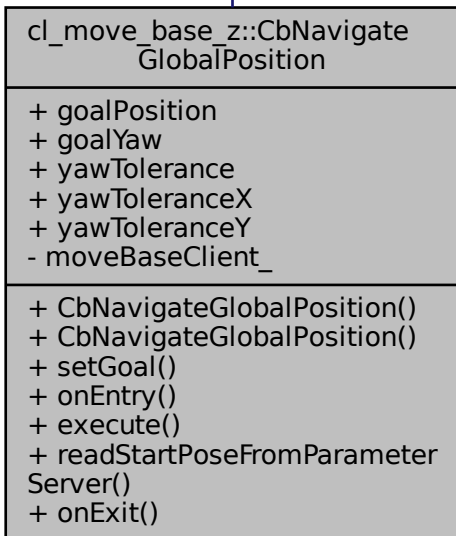 cl_move_base_z::CbNavigate
GlobalPosition
+ goalPosition
+ goalYaw
+ yawTolerance
+ yawToleranceX
+ yawToleranceY
- moveBaseClient_
+ CbNavigateGlobalPosition()
+ CbNavigateGlobalPosition()
+ setGoal()
+ onEntry()
+ execute()
+ readStartPoseFromParameter
Server()
+ onExit()